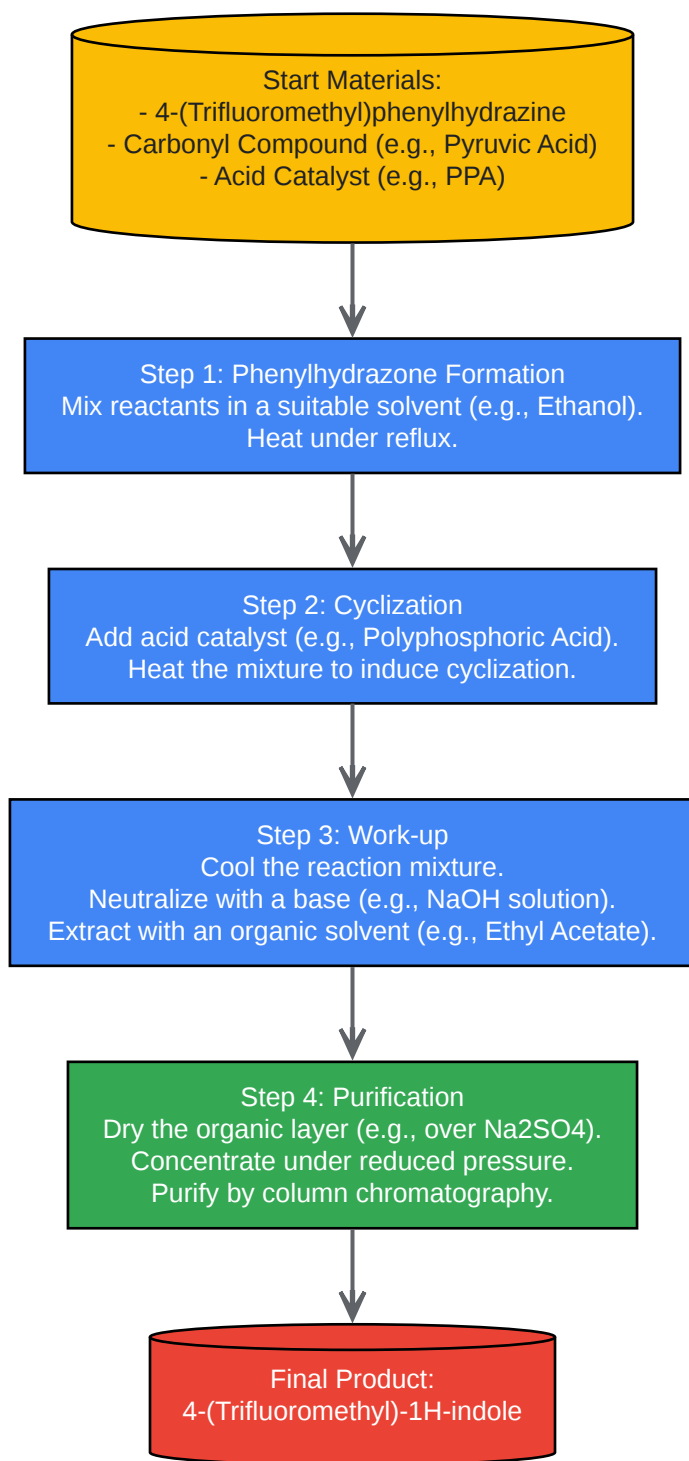 Start Materials:
- 4-(Trifluoromethyl)phenylhydrazine
- Carbonyl Compound (e.g., Pyruvic Acid)
- Acid Catalyst (e.g., PPA)
Step 1: Phenylhydrazone Formation
Mix reactants in a suitable solvent (e.g., Ethanol).
Heat under reflux.
Step 2: Cyclization
Add acid catalyst (e.g., Polyphosphoric Acid).
Heat the mixture to induce cyclization.
Step 3: Work-up
Cool the reaction mixture.
Neutralize with a base (e.g., NaOH solution).
Extract with an organic solvent (e.g., Ethyl Acetate).
Step 4: Purification
Dry the organic layer (e.g., over Na2SO4).
Concentrate under reduced pressure.
Purify by column chromatography.
Final Product:
4-(Trifluoromethyl)-1H-indole